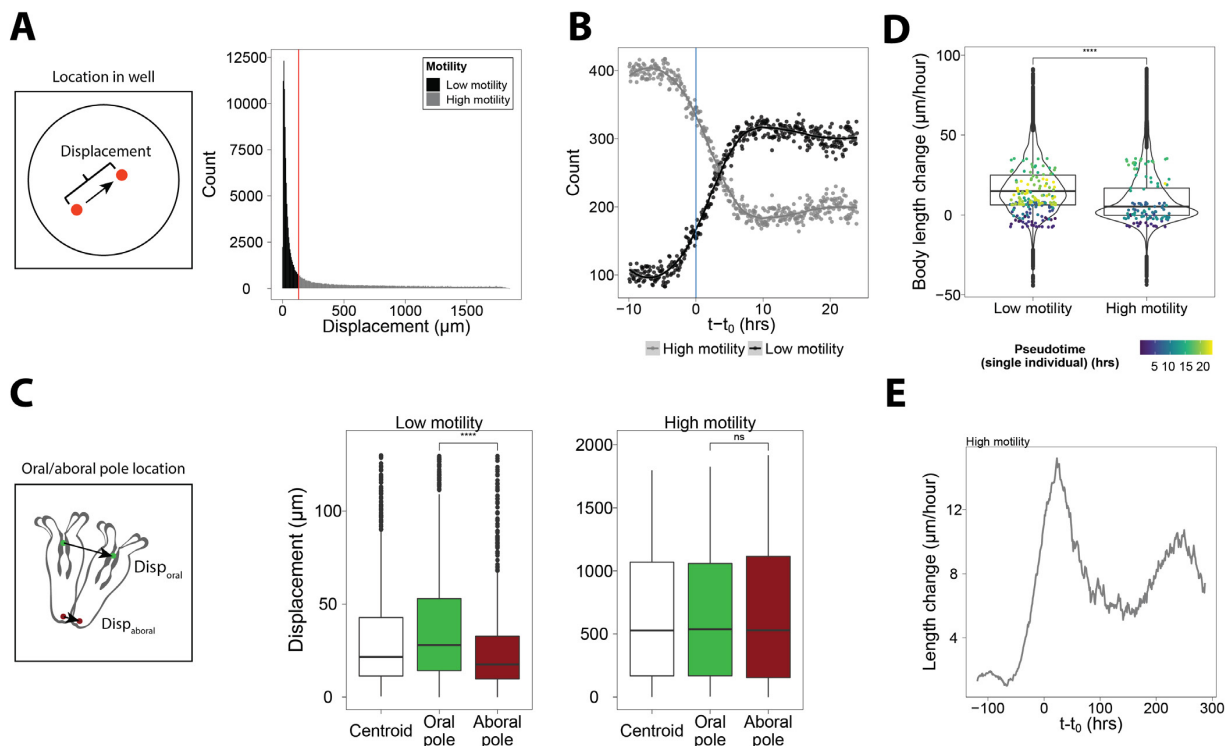 A
Location in well
Displacement
12500
10000
7500
5000
2500
0
Count
Motility
Low motility
High motility
0
500
1000
1500
Displacement (µm)
B
400
300
200
100
Count
−10
0
10
20
t−t0 (hrs)
High motility
Low motility
D
****
100
50
0
−50
Body length change (µm/hour)
Low motility
High motility
Pseudotime
(single individual) (hrs)
5 10 15 20
C
Oral/aboral pole location
Disp oral
Disp aboral
Low motility
****
100
50
0
Displacement (µm)
Centroid
Oral
pole
Aboral
pole
High motility
ns
2000
1500
1000
500
0
Centroid
Oral
pole
Aboral
pole
E
High motility
12
8
4
Length change (µm/hour)
−100
0
100
200
300
t-t0 (hrs)